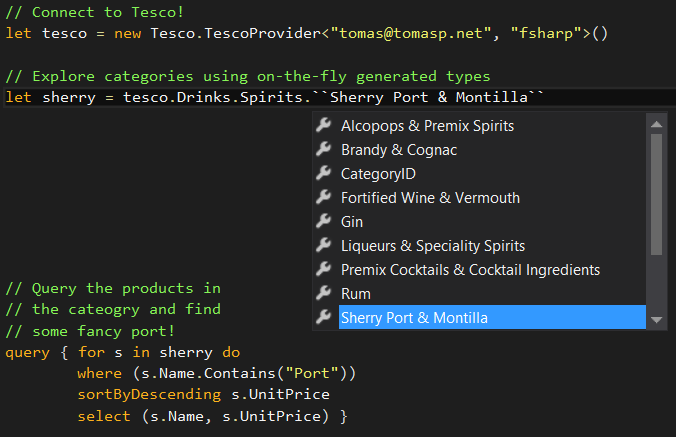 // Connect to Tesco!
let tesco = new Tesco.TescoProvider<"tomas@tomasp.net", "fsharp">()
// Explore categories using on-the-fly generated types
let sherry = tesco.Drinks.Spirits.``Sherry Port & Montilla``
Alcopops & Premix Spirits
Brandy & Cognac
CategoryID
Fortified Wine & Vermouth
Gin
Liqueurs & Speciality Spirits
Premix Cocktails & Cocktail Ingredients
Rum
Sherry Port & Montilla
// Query the products in
// the cateogry and find
// some fancy port!
query { for s in sherry do
where (s.Name.Contains("Port"))
sortByDescending s.UnitPrice
select (s.Name, s.UnitPrice) }